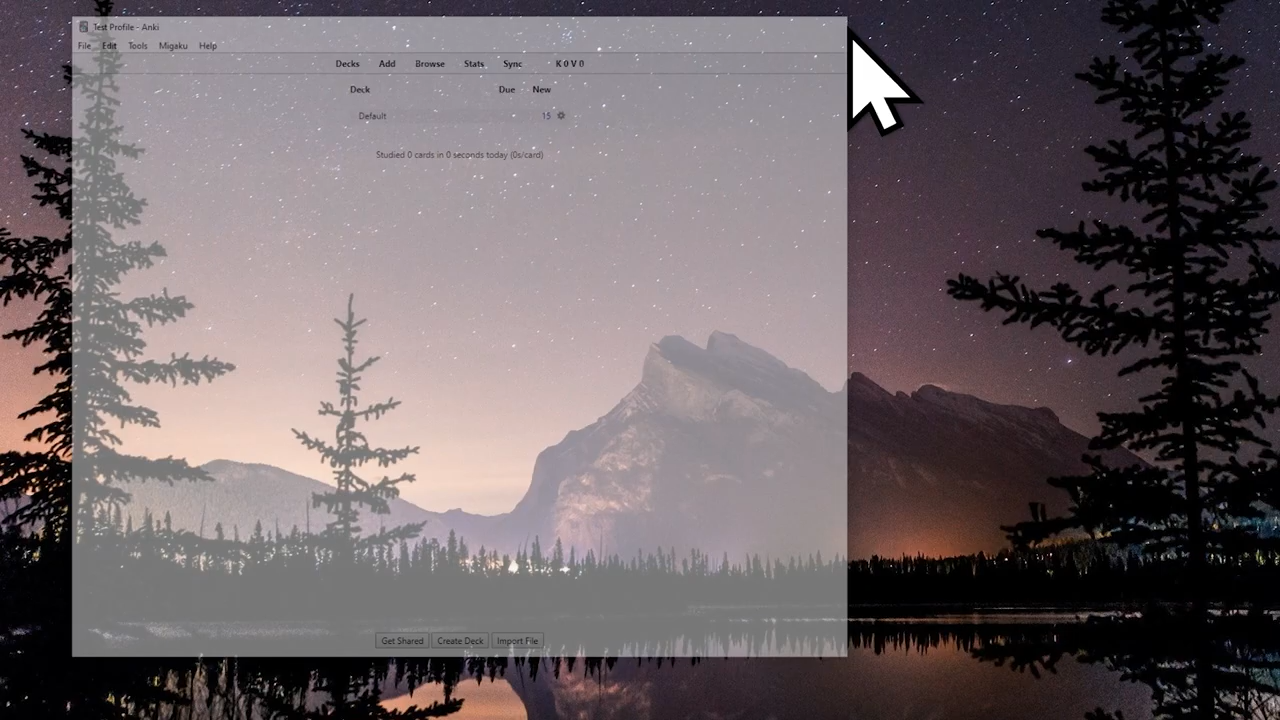 Test Profile - Anki
File Edit Tools Migaku Help
Decks Add Browse Stats Sync K 0 V 0
Deck Due New
Default 15
Studied 0 cards in 0 seconds today (0s/card)
Get Shared Create Deck Import File